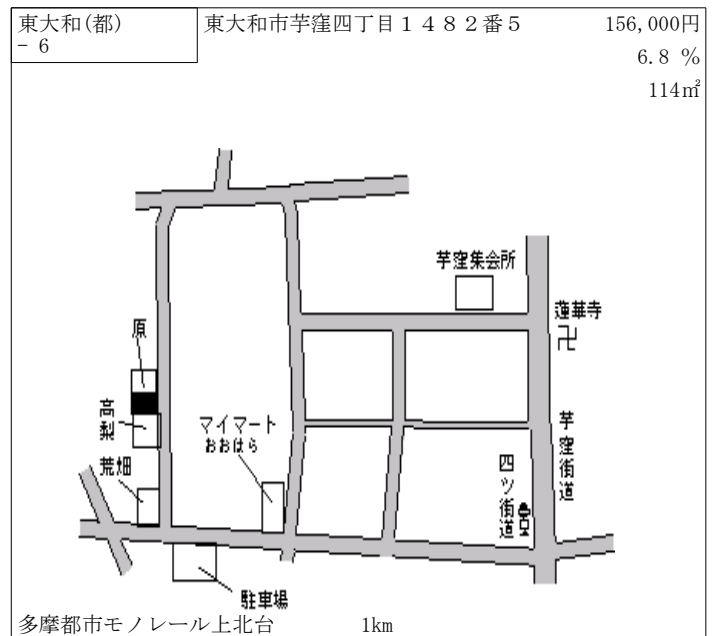 東大和(都)
－６
東大和市芋窪四丁目１４８２番５
156,000円
6.8 %
114㎡
芋窪集会所
蓮華寺
原
高梨
マイマート
おおはら
芋窪街道
荒畑
四ツ街道
駐車場
多摩都市モノレール上北台
1km